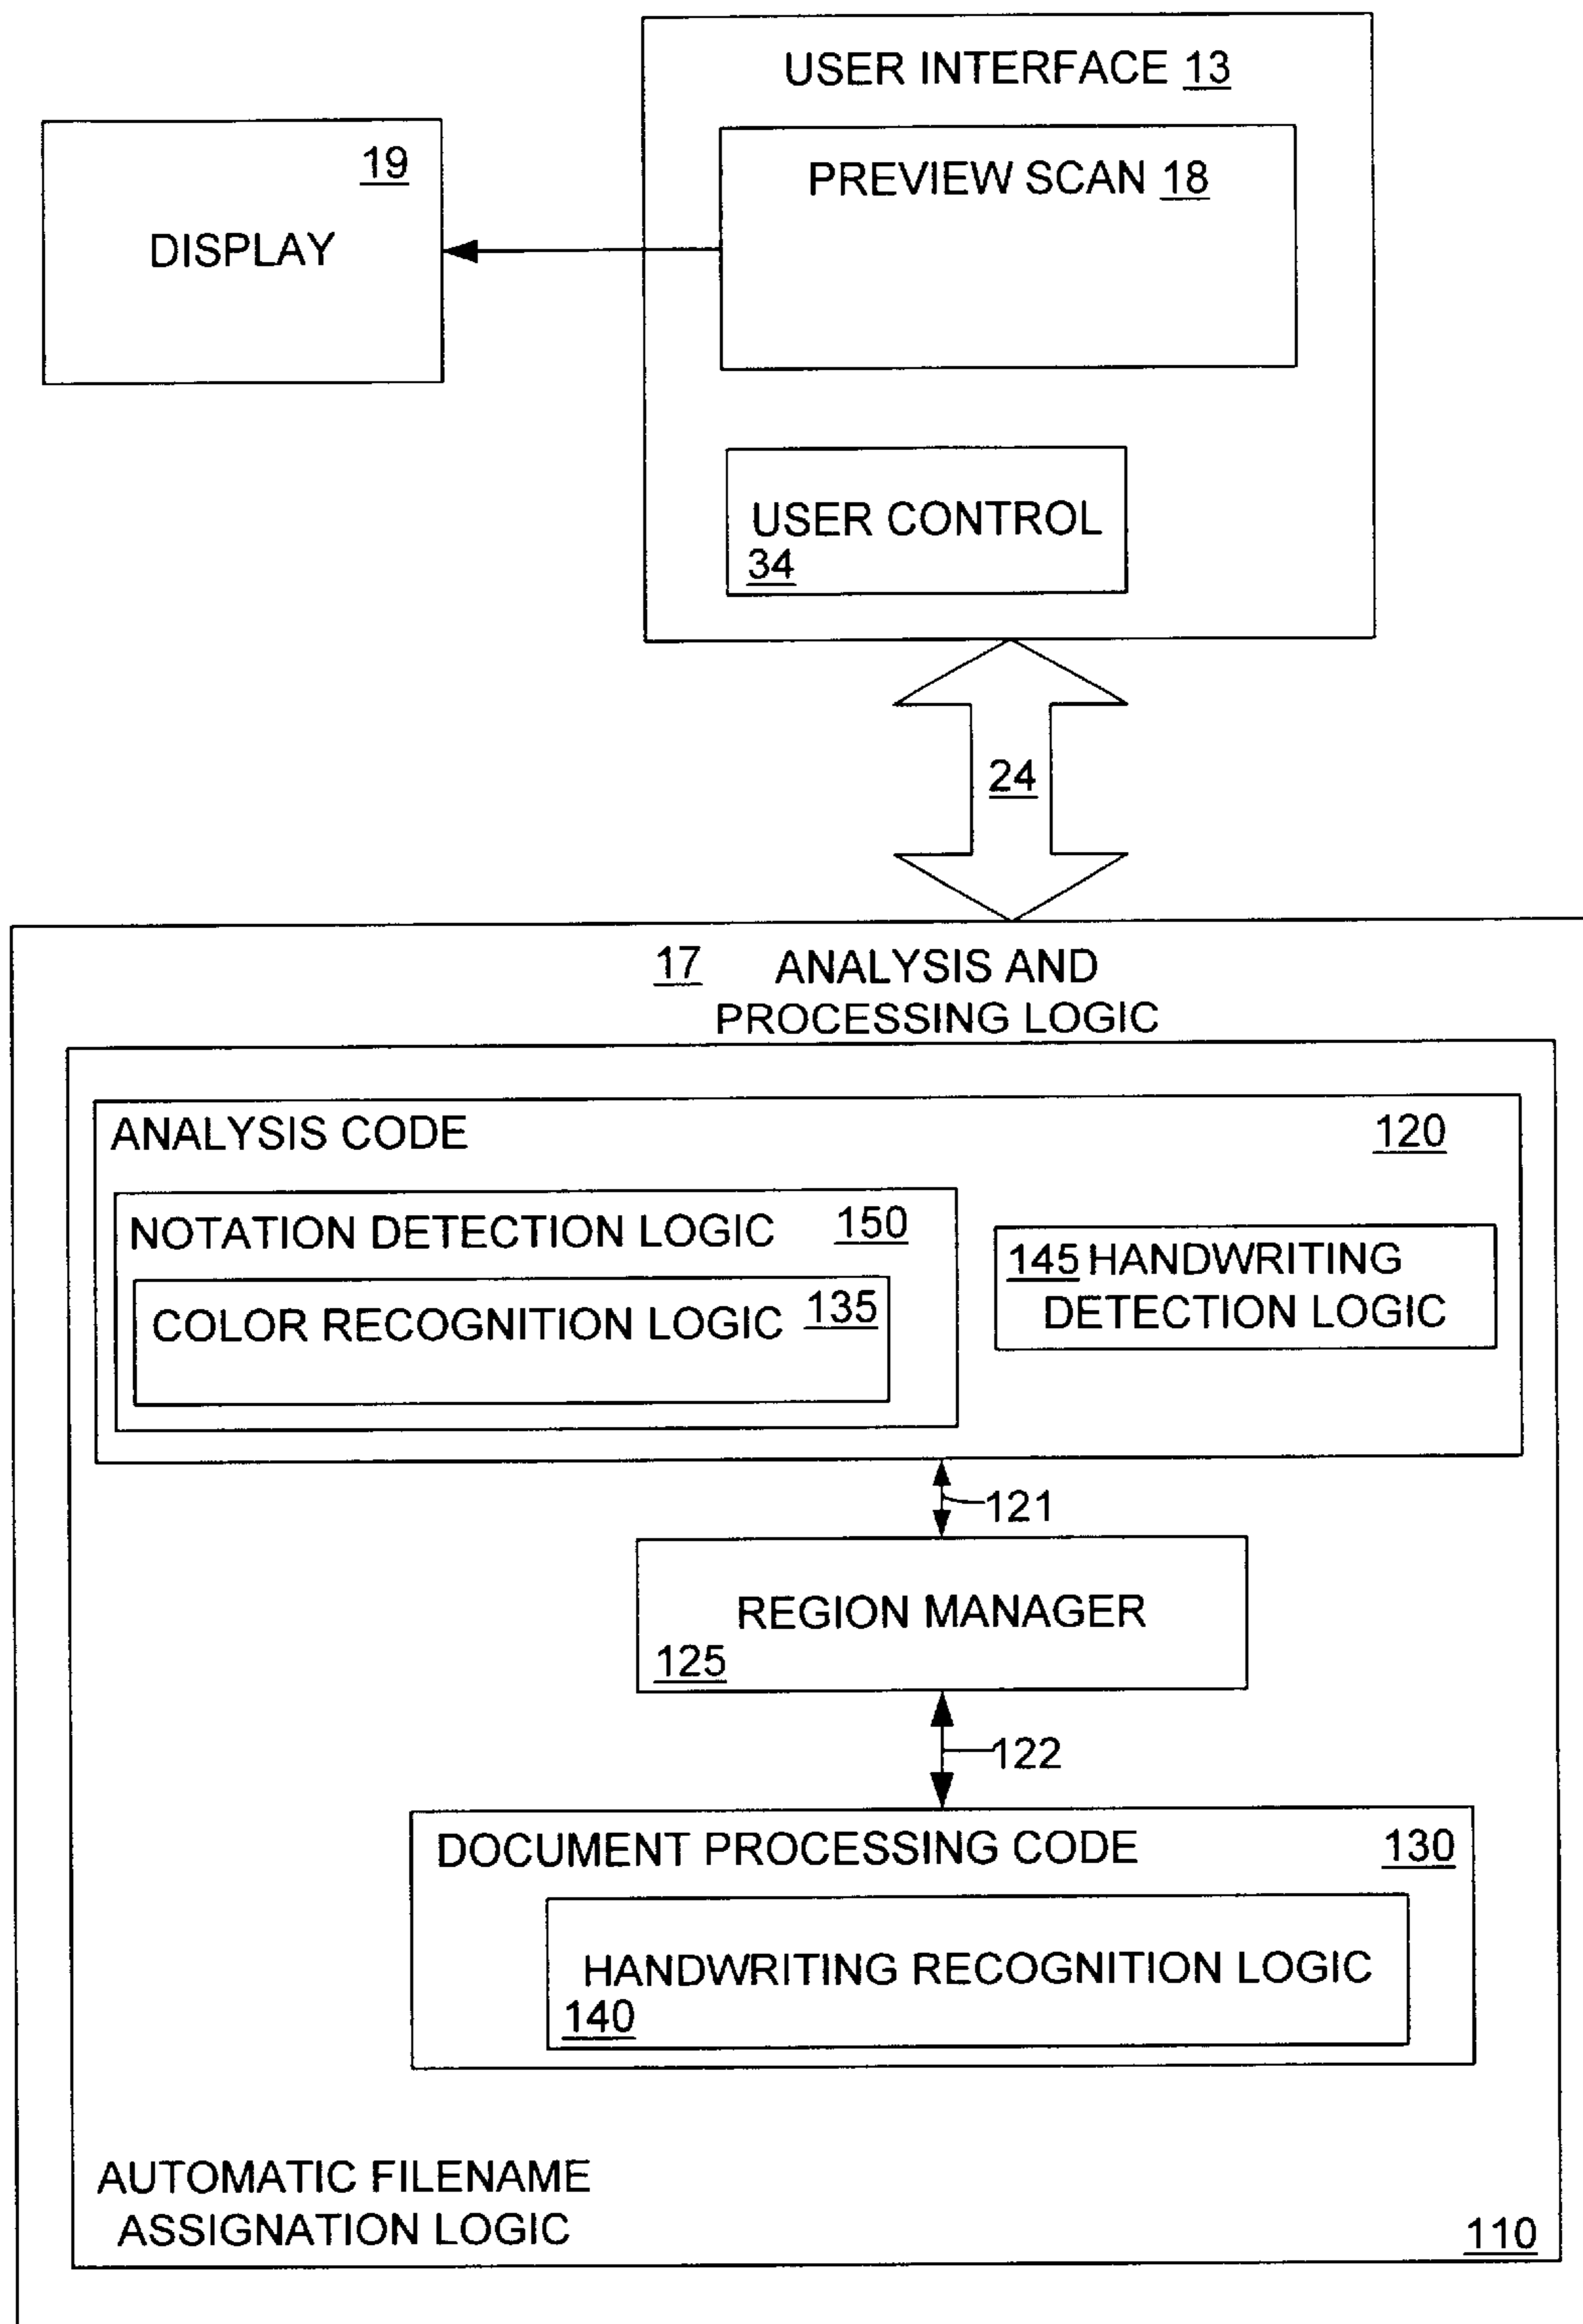 USER INTERFACE 13
19
PREVIEW SCAN 18
DISPLAY
USER CONTROL
34
24
17 ANALYSIS AND
PROCESSING LOGIC
ANALYSIS CODE 120
NOTATION DETECTION LOGIC 150
COLOR RECOGNITION LOGIC 135
145 HANDWRITING
DETECTION LOGIC
121
REGION MANAGER
125
122
DOCUMENT PROCESSING CODE 130
HANDWRITING RECOGNITION LOGIC
140
AUTOMATIC FILENAME
ASSIGNATION LOGIC 110